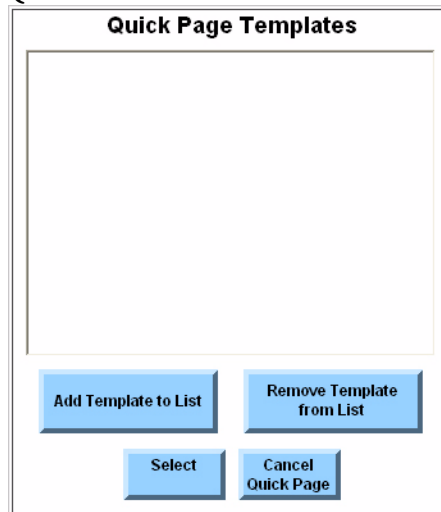 Quick Page Templates
Add Template to List
Remove Template
from List
Select
Cancel
Quick Page